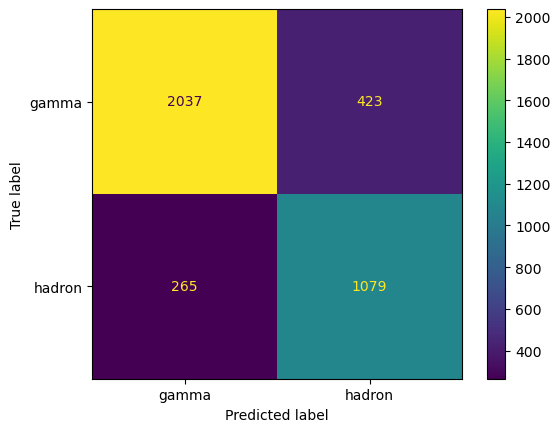 gamma
hadron
True label
2037
423
265
1079
gamma
hadron
Predicted label
2000
1800
1600
1400
1200
1000
800
600
400